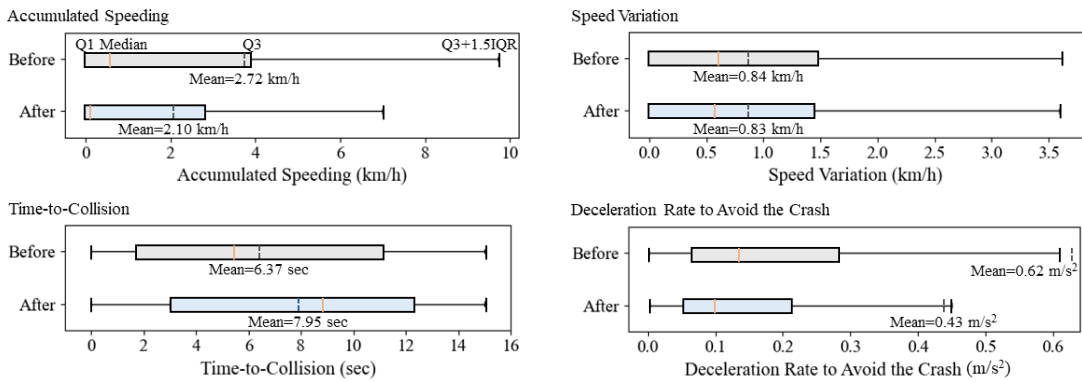 Accumulated Speeding
Q1 Median Q3 Q3+1.5IQR
Before
Mean=2.72 km/h
After
Mean=2.10 km/h
0 2 4 6 8 10
Accumulated Speeding (km/h)
Speed Variation
Before
Mean=0.84 km/h
After
Mean=0.83 km/h
0.0 0.5 1.0 1.5 2.0 2.5 3.0 3.5
Speed Variation (km/h)
Time-to-Collision
Before
Mean=6.37 sec
After
Mean=7.95 sec
0 2 4 6 8 10 12 14 16
Time-to-Collision (sec)
Deceleration Rate to Avoid the Crash
Before
Mean=0.62 m/s²
After
Mean=0.43 m/s²
0.0 0.1 0.2 0.3 0.4 0.5 0.6
Deceleration Rate to Avoid the Crash (m/s²)